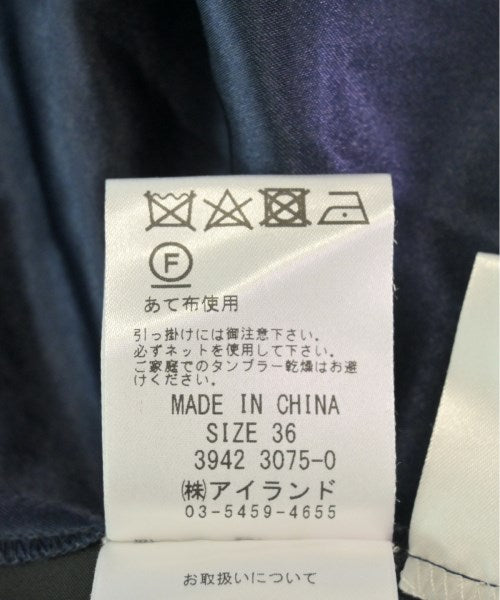 F
あて布使用
引っ掛けには御注意下さい。
必ずネットを使用して下さい。
ご家庭でのタンブラー乾燥はお避
けください。
MADE IN CHINA
SIZE 36
3942 3075-0
㈱アイランド
03-5459-4655
お取扱いについて